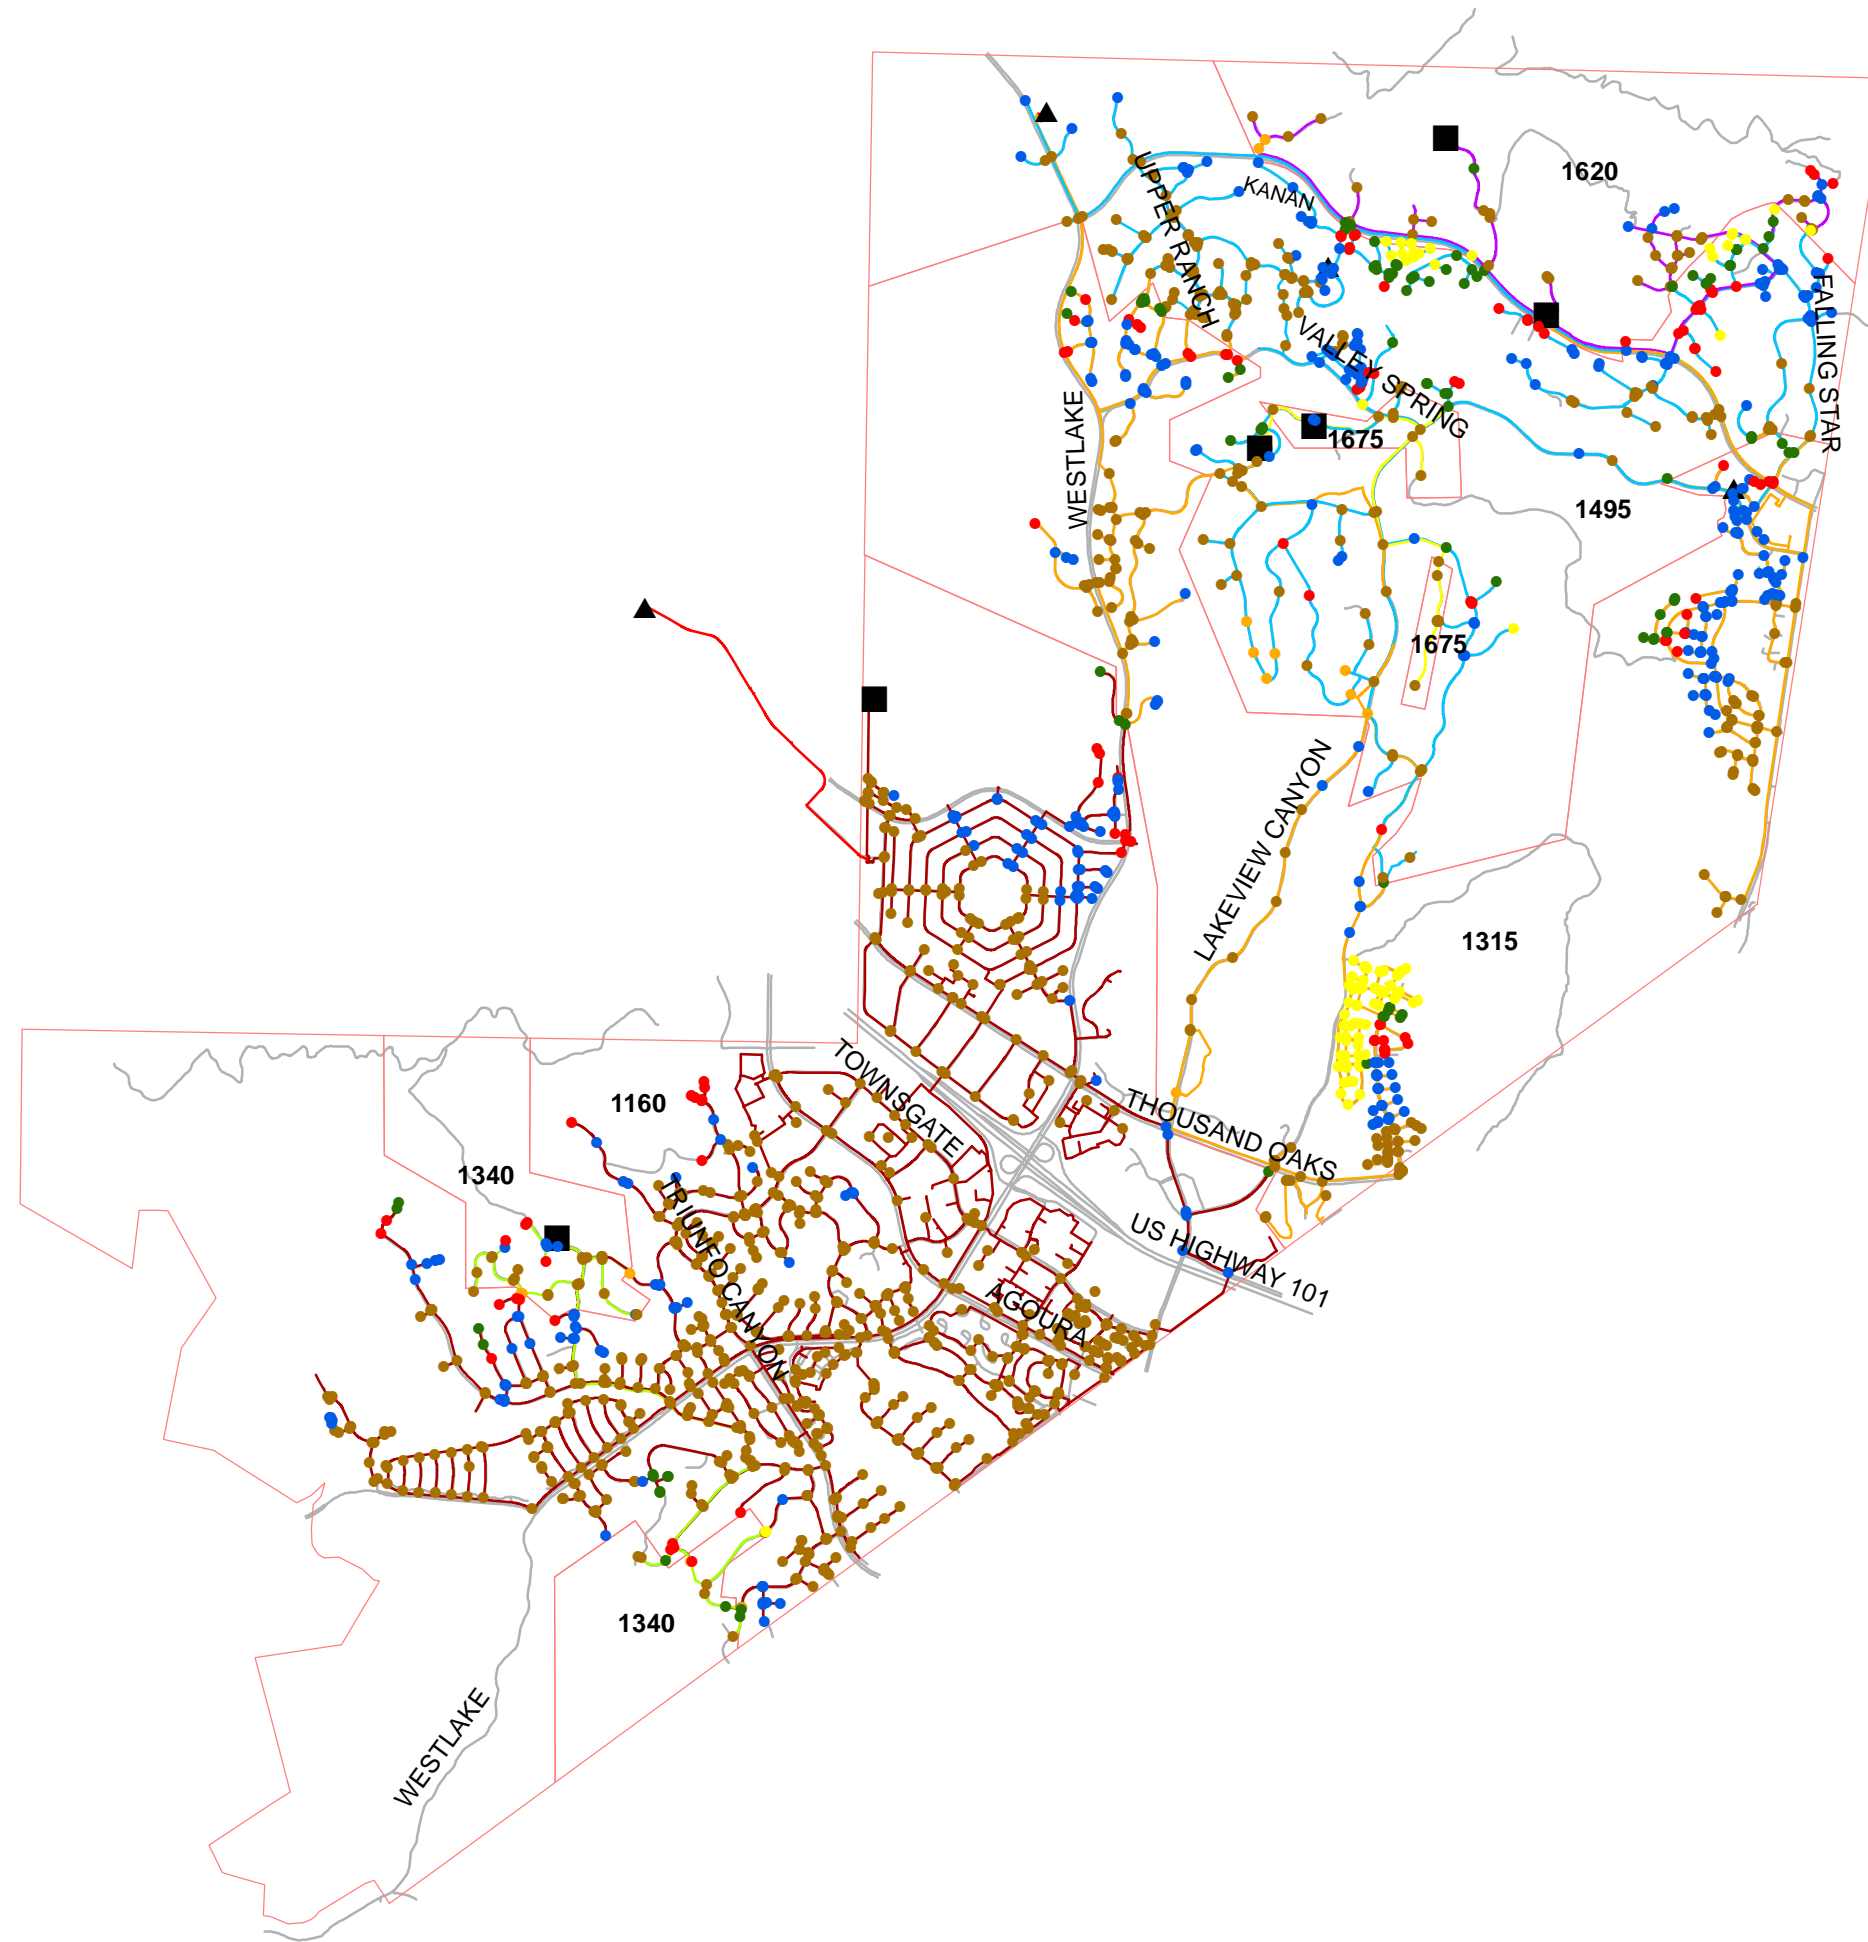 1620
UPPER RANCH
KANAN
FALLING STAR
VALLEY SPRING
WESTLAKE
1675
1495
1675
LAKEVIEW CANYON
1315
TOWNSGATE
1160
THOUSAND OAKS
1340
TRIUNFO CANYON
US HIGHWAY 101
AGOURA
1340
WESTLAKE